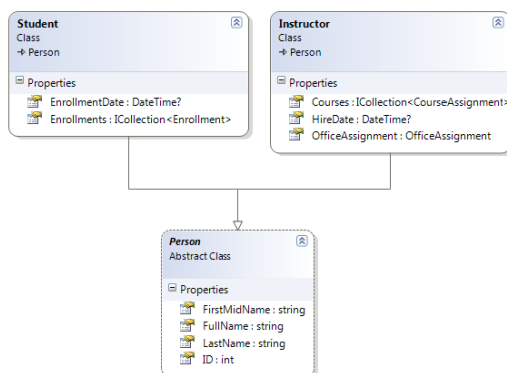 Student
Class
Person
Properties
EnrollmentDate : DateTime?
Enrollments : ICollection<Enrollment>
Instructor
Class
Person
Properties
Courses : ICollection<CourseAssignment>
HireDate : DateTime?
OfficeAssignment : OfficeAssignment
Person
Abstract Class
Properties
FirstMidName : string
FullName : string
LastName : string
ID : int